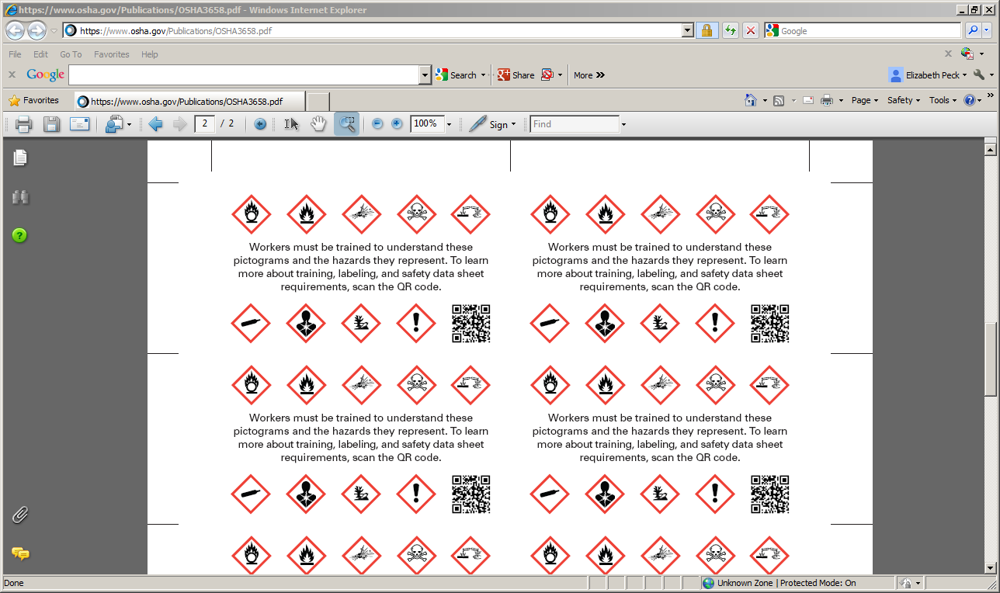 https://www.osha.gov/Publications/OSHA3658.pdf - Windows Internet Explorer
https://www.osha.gov/Publications/OSHA3658.pdf
Google
File Edit Go To Favorites Help
Google Search Share More Elizabeth Peck
Favorites https://www.osha.gov/Publications/OSHA3658.pdf Page Safety Tools
2 / 2 100% Sign Find
Workers must be trained to understand these
pictograms and the hazards they represent. To learn
more about training, labeling, and safety data sheet
requirements, scan the QR code.
Workers must be trained to understand these
pictograms and the hazards they represent. To learn
more about training, labeling, and safety data sheet
requirements, scan the QR code.
Workers must be trained to understand these
pictograms and the hazards they represent. To learn
more about training, labeling, and safety data sheet
requirements, scan the QR code.
Workers must be trained to understand these
pictograms and the hazards they represent. To learn
more about training, labeling, and safety data sheet
requirements, scan the QR code.
Done Unknown Zone | Protected Mode: On